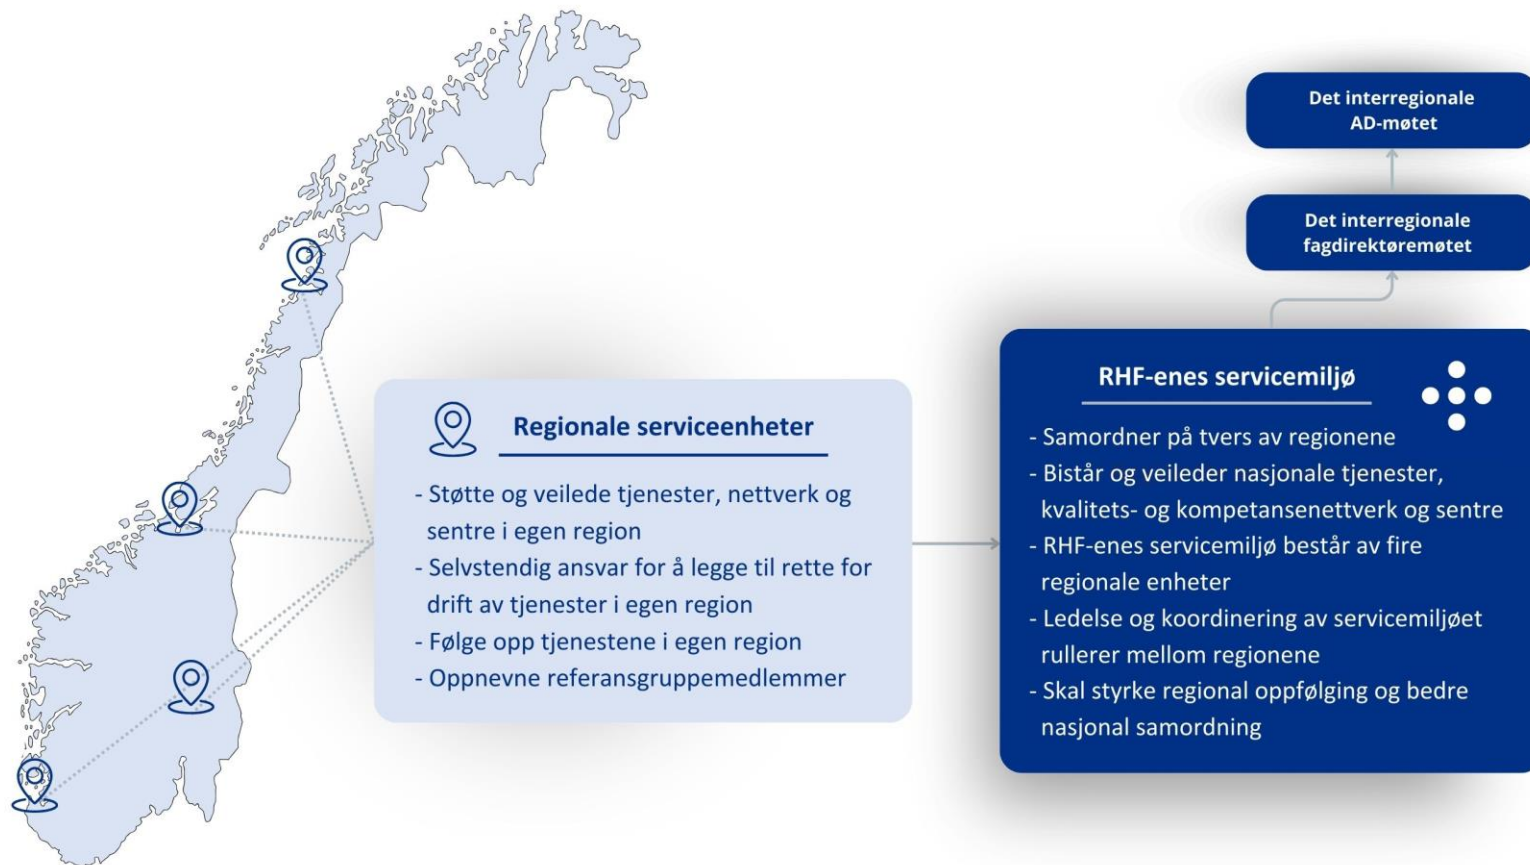 Det interregionale
AD-møtet
Det interregionale
fagdirektøremøtet
Regionale serviceenheter
- Støtte og veilede tjenester, nettverk og
sentre i egen region
- Selvstendig ansvar for å legge til rette for
drift av tjenester i egen region
- Følge opp tjenestene i egen region
- Oppnevne referansgruppemedlemmer
RHF-enes servicemiljø
- Samordner på tvers av regionene
- Bistår og veileder nasjonale tjenester,
kvalitets- og kompetansenettverk og sentre
- RHF-enes servicemiljø består av fire
regionale enheter
- Ledelse og koordinering av servicemiljøet
rullerer mellom regionene
- Skal styrke regional oppfølging og bedre
nasjonal samordning